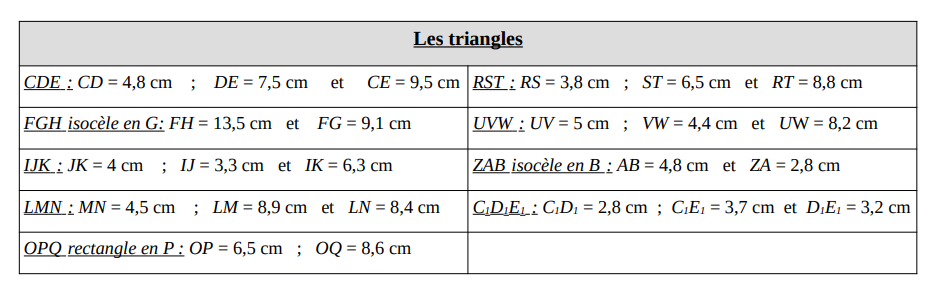 Les triangles
CDE : CD = 4,8 cm ; DE = 7,5 cm et CE = 9,5 cm
RST : RS = 3,8 cm ; ST = 6,5 cm et RT = 8,8 cm
FGH isocèle en G: FH = 13,5 cm et FG = 9,1 cm
UVW : UV = 5 cm ; VW = 4,4 cm et UW = 8,2 cm
IJK : JK = 4 cm ; IJ = 3,3 cm et IK = 6,3 cm
ZAB isocèle en B : AB = 4,8 cm et ZA = 2,8 cm
LMN : MN = 4,5 cm ; LM = 8,9 cm et LN = 8,4 cm
C₁D₁E₁ : C₁D₁ = 2,8 cm ; C₁E₁ = 3,7 cm et D₁E₁ = 3,2 cm
OPQ rectangle en P : OP = 6,5 cm ; OQ = 8,6 cm